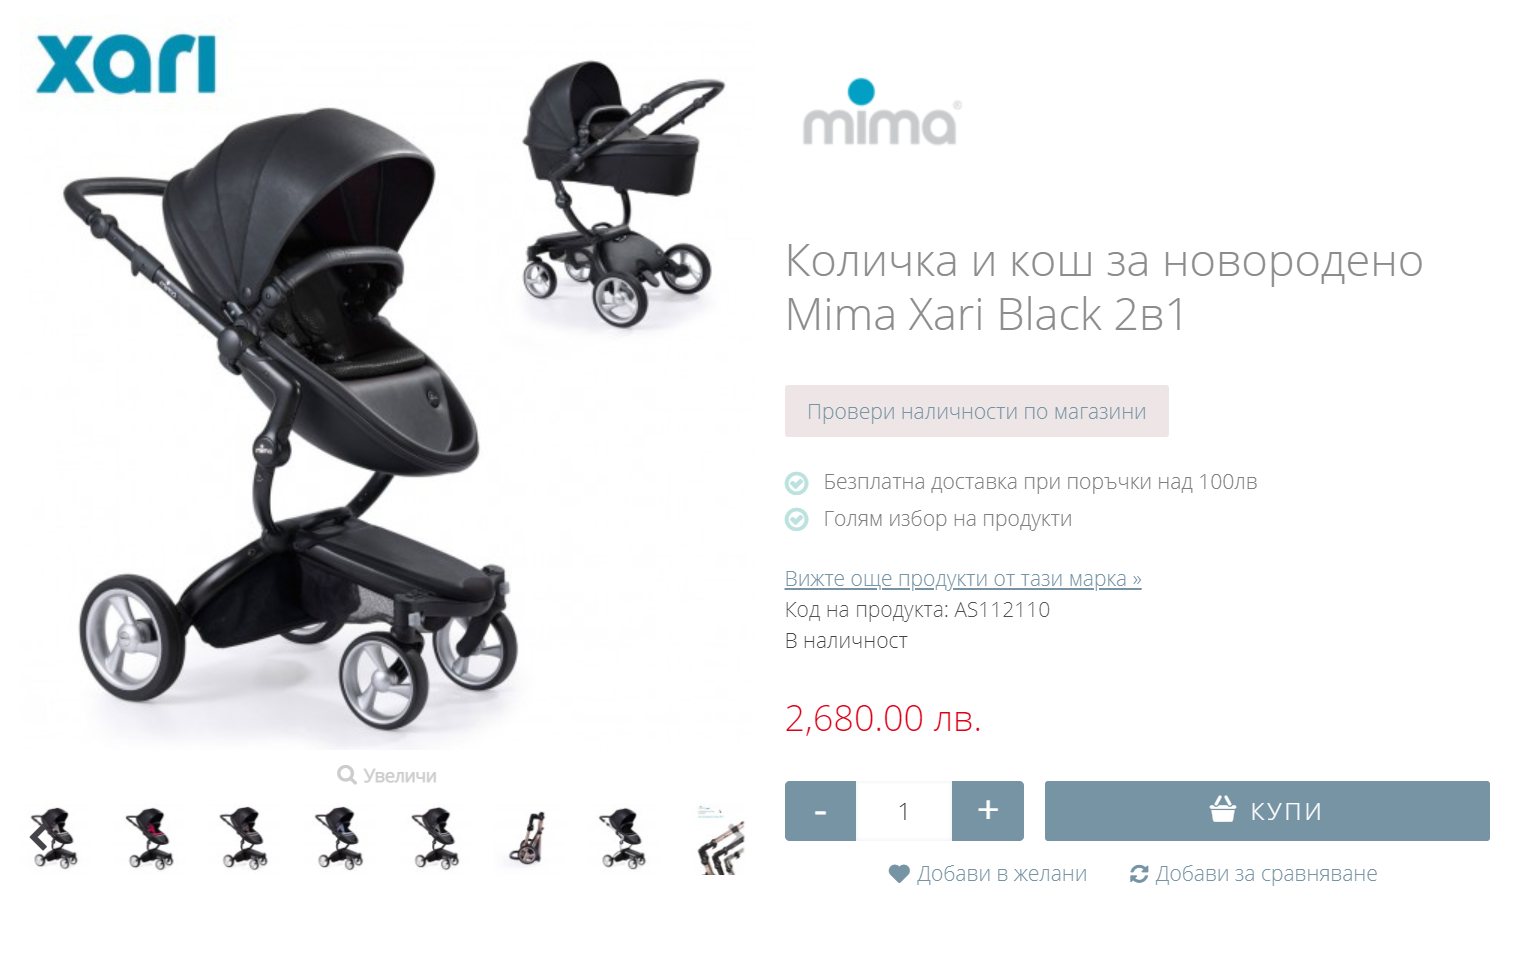 xari
mima®
Количка и кош за новородено
Mima Xari Black 2в1
Провери наличности по магазини
Безплатна доставка при поръчки над 100лв
Голям избор на продукти
Вижте още продукти от тази марка »
Код на продукта: AS112110
В наличност
2,680.00 лв.
Увеличи
- 1 + КУПИ
Добави в желани Добави за сравняване
mima
mima